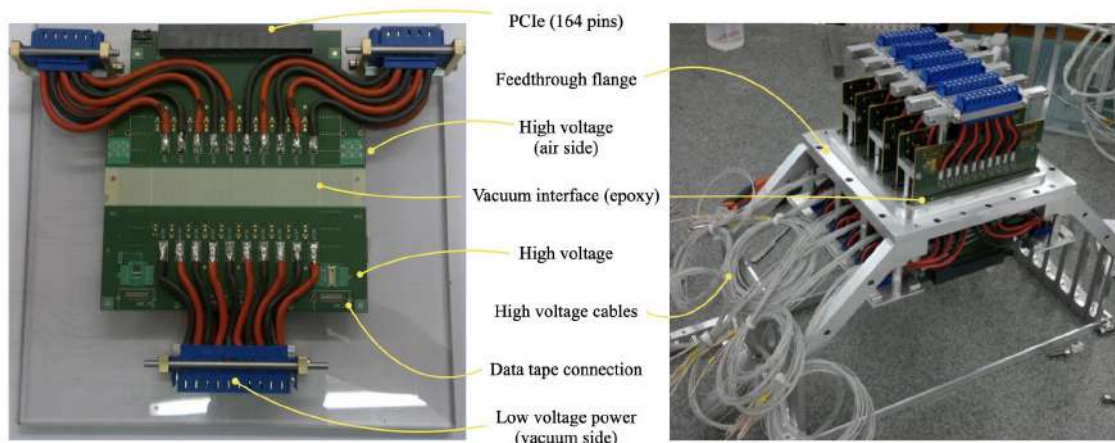 PCIe (164 pins)
Feedthrough flange
High voltage
(air side)
Vacuum interface (epoxy)
High voltage
High voltage cables
Data tape connection
Low voltage power
(vacuum side)